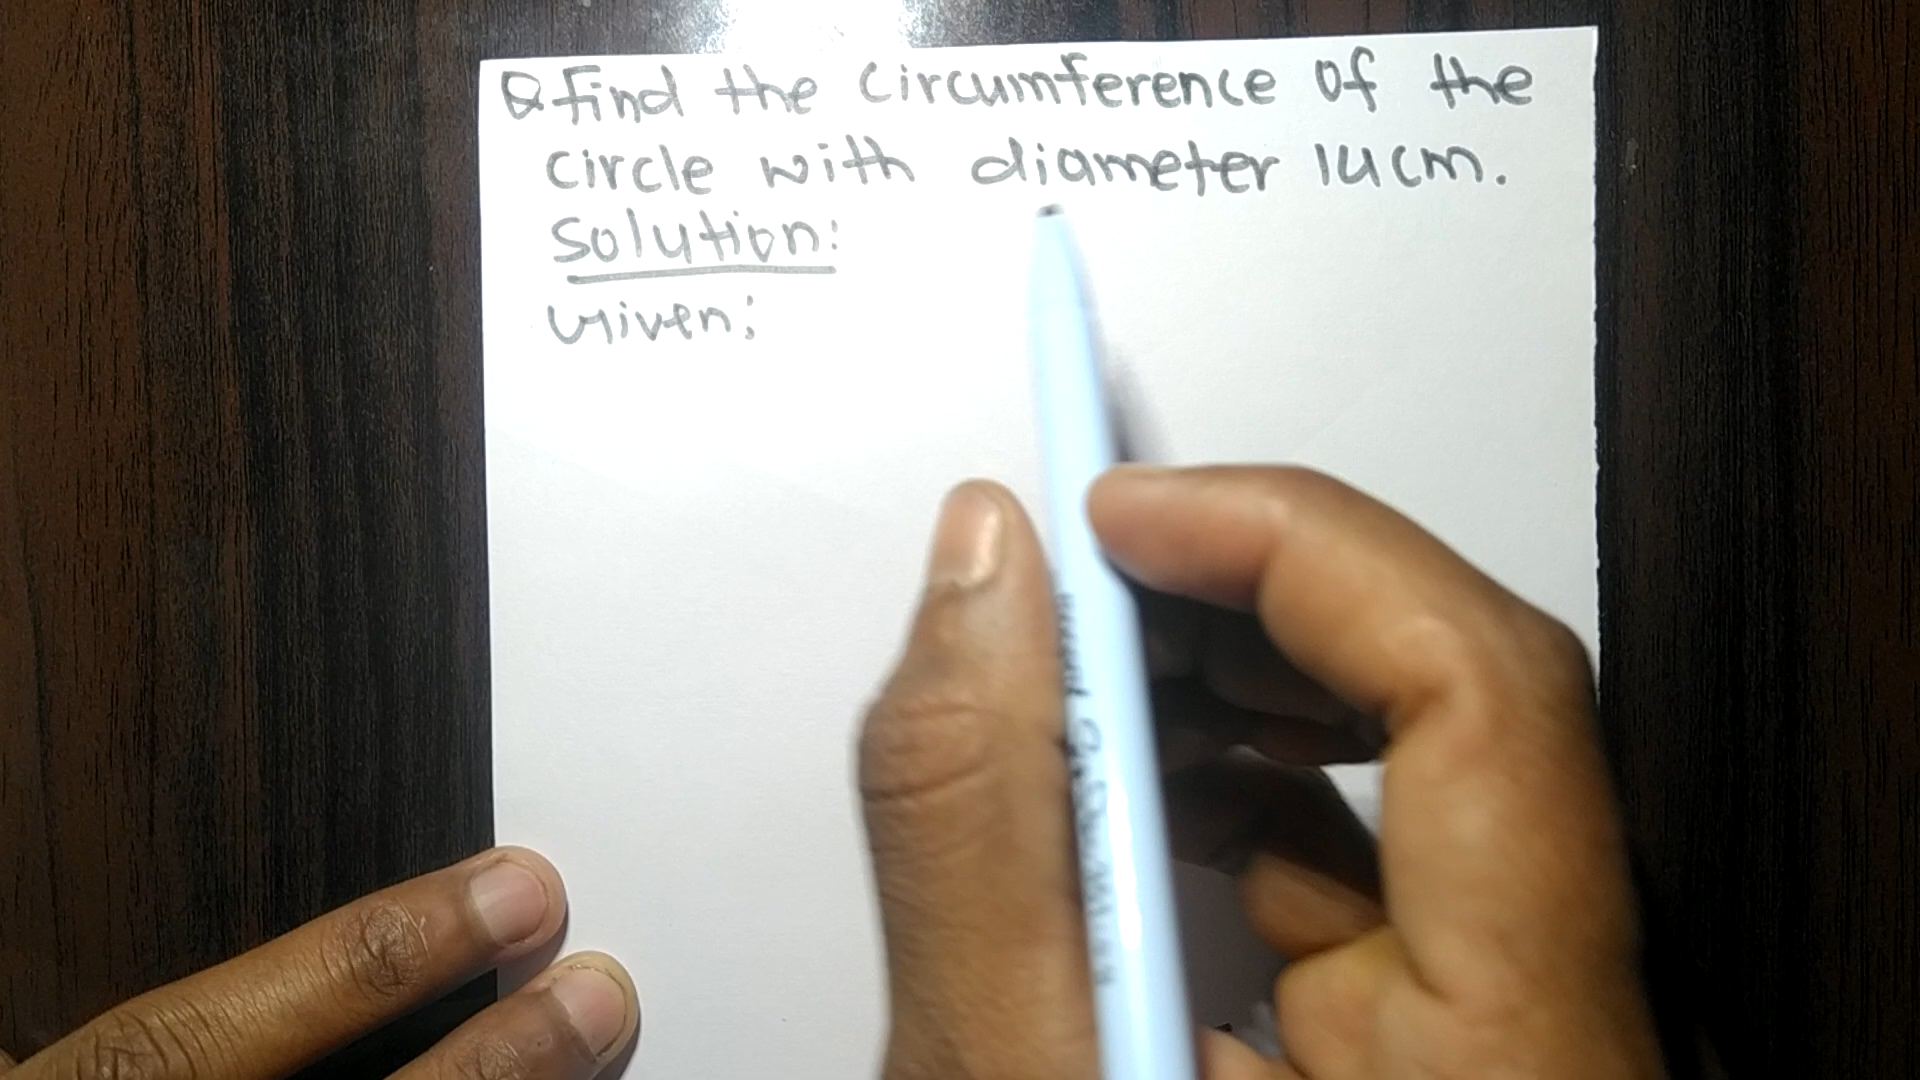 Q Find the circumference of the
circle with diameter 14cm.
Solution:
Given: